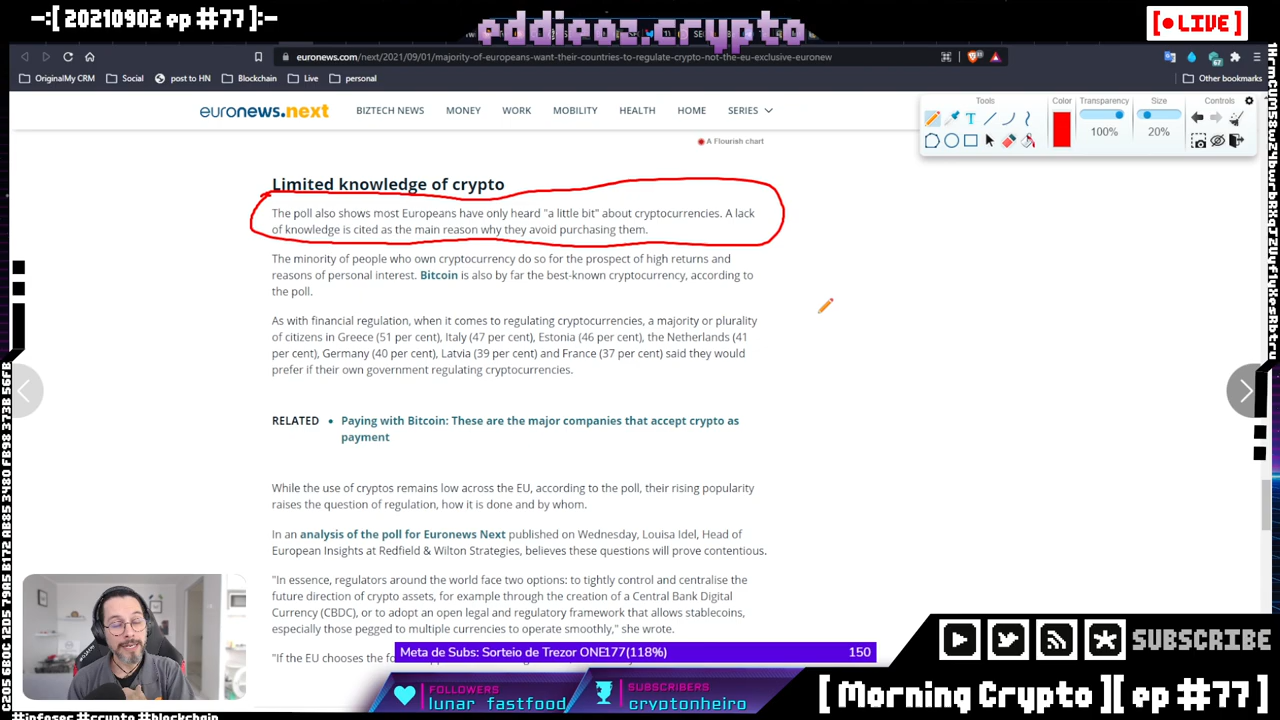 -:[ 20210902 ep #77 ]:-
eddieoz.crypto
[ LIVE ]
euronews.com/next/2021/09/01/majority-of-europeans-want-their-countries-to-regulate-crypto-not-the-eu-exclusive-euronew
OriginalMy CRM
Social
post to HN
Blockchain
Live
personal
Other bookmarks
euronews.next
BIZTECH NEWS
MONEY
WORK
MOBILITY
HEALTH
HOME
SERIES
Tools
Color
Transparency
Size
Controls
100%
20%
A Flourish chart
Limited knowledge of crypto
The poll also shows most Europeans have only heard "a little bit" about cryptocurrencies. A lack
of knowledge is cited as the main reason why they avoid purchasing them.
The minority of people who own cryptocurrency do so for the prospect of high returns and
reasons of personal interest. Bitcoin is also by far the best-known cryptocurrency, according to
the poll.
As with financial regulation, when it comes to regulating cryptocurrencies, a majority or plurality
of citizens in Greece (51 per cent), Italy (47 per cent), Estonia (46 per cent), the Netherlands (41
per cent), Germany (40 per cent), Latvia (39 per cent) and France (37 per cent) said they would
prefer if their own government regulating cryptocurrencies.
RELATED • Paying with Bitcoin: These are the major companies that accept crypto as
payment
While the use of cryptos remains low across the EU, according to the poll, their rising popularity
raises the question of regulation, how it is done and by whom.
In an analysis of the poll for Euronews Next published on Wednesday, Louisa Idel, Head of
European Insights at Redfield & Wilton Strategies, believes these questions will prove contentious.
"In essence, regulators around the world face two options: to tightly control and centralise the
future direction of crypto assets, for example through the creation of a Central Bank Digital
Currency (CBDC), or to adopt an open legal and regulatory framework that allows stablecoins,
especially those pegged to multiple currencies to operate smoothly," she wrote.
"If the EU chooses the
Meta de Subs: Sorteio de Trezor ONE177(118%)
150
SUBSCRIBE
FOLLOWERS
lunar_fastfood
SUBSCRIBERS
cryptonheiro
[ Morning Crypto ][ ep #77 ]
#infosec #crypto #blockchain